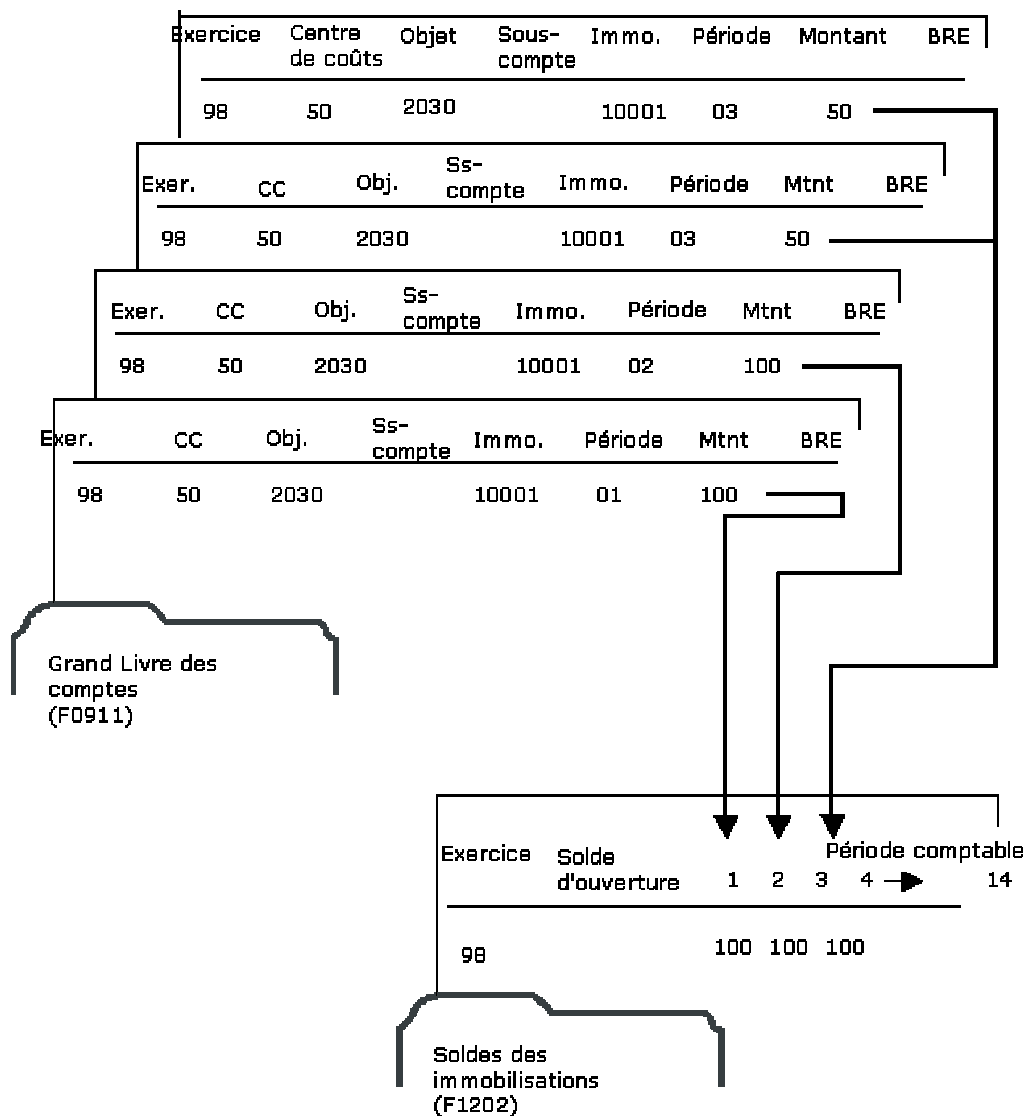 Exercice Centre de coûts Objet Sous-compte Immo. Période Montant BRE
98 50 2030 10001 03 50
Exer. CC Obj. Ss-compte Immo. Période Mtnt BRE
98 50 2030 10001 03 50
Exer. CC Obj. Ss-compte Immo. Période Mtnt BRE
98 50 2030 10001 02 100
Exer. CC Obj. Ss-compte Immo. Période Mtnt BRE
98 50 2030 10001 01 100
Grand Livre des
comptes
(F0911)
Exercice Solde d'ouverture Période comptable
1 2 3 4 14
98 100 100 100
Soldes des
immobilisations
(F1202)